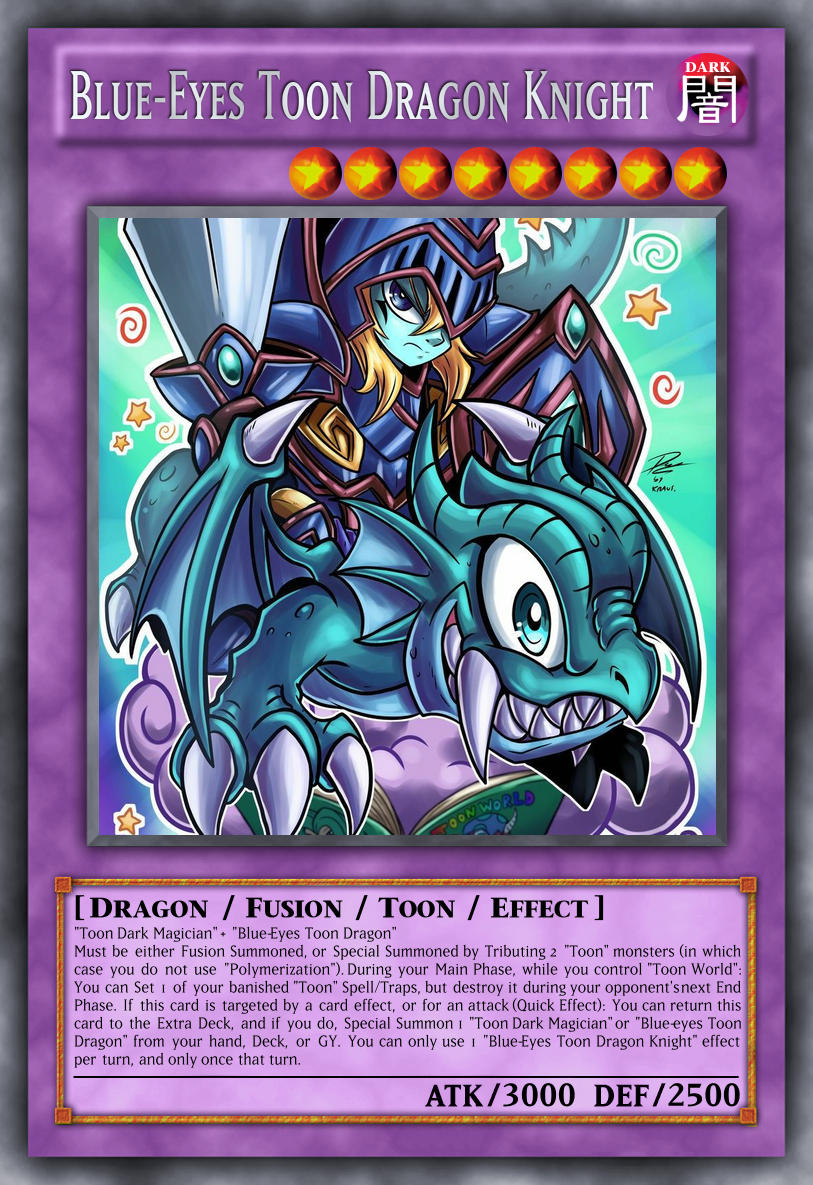 Blue-Eyes Toon Dragon Knight
DARK
闇
by
KRAUS.
TOON WORLD
[ Dragon / Fusion / Toon / Effect ]
"Toon Dark Magician" + "Blue-Eyes Toon Dragon"
Must be either Fusion Summoned, or Special Summoned by Tributing 2 "Toon" monsters (in which
case you do not use "Polymerization"). During your Main Phase, while you control "Toon World":
You can Set 1 of your banished "Toon" Spell/Traps, but destroy it during your opponent's next End
Phase. If this card is targeted by a card effect, or for an attack (Quick Effect): You can return this
card to the Extra Deck, and if you do, Special Summon 1 "Toon Dark Magician" or "Blue-eyes Toon
Dragon" from your hand, Deck, or GY. You can only use 1 "Blue-Eyes Toon Dragon Knight" effect
per turn, and only once that turn.
ATK/3000 DEF/2500